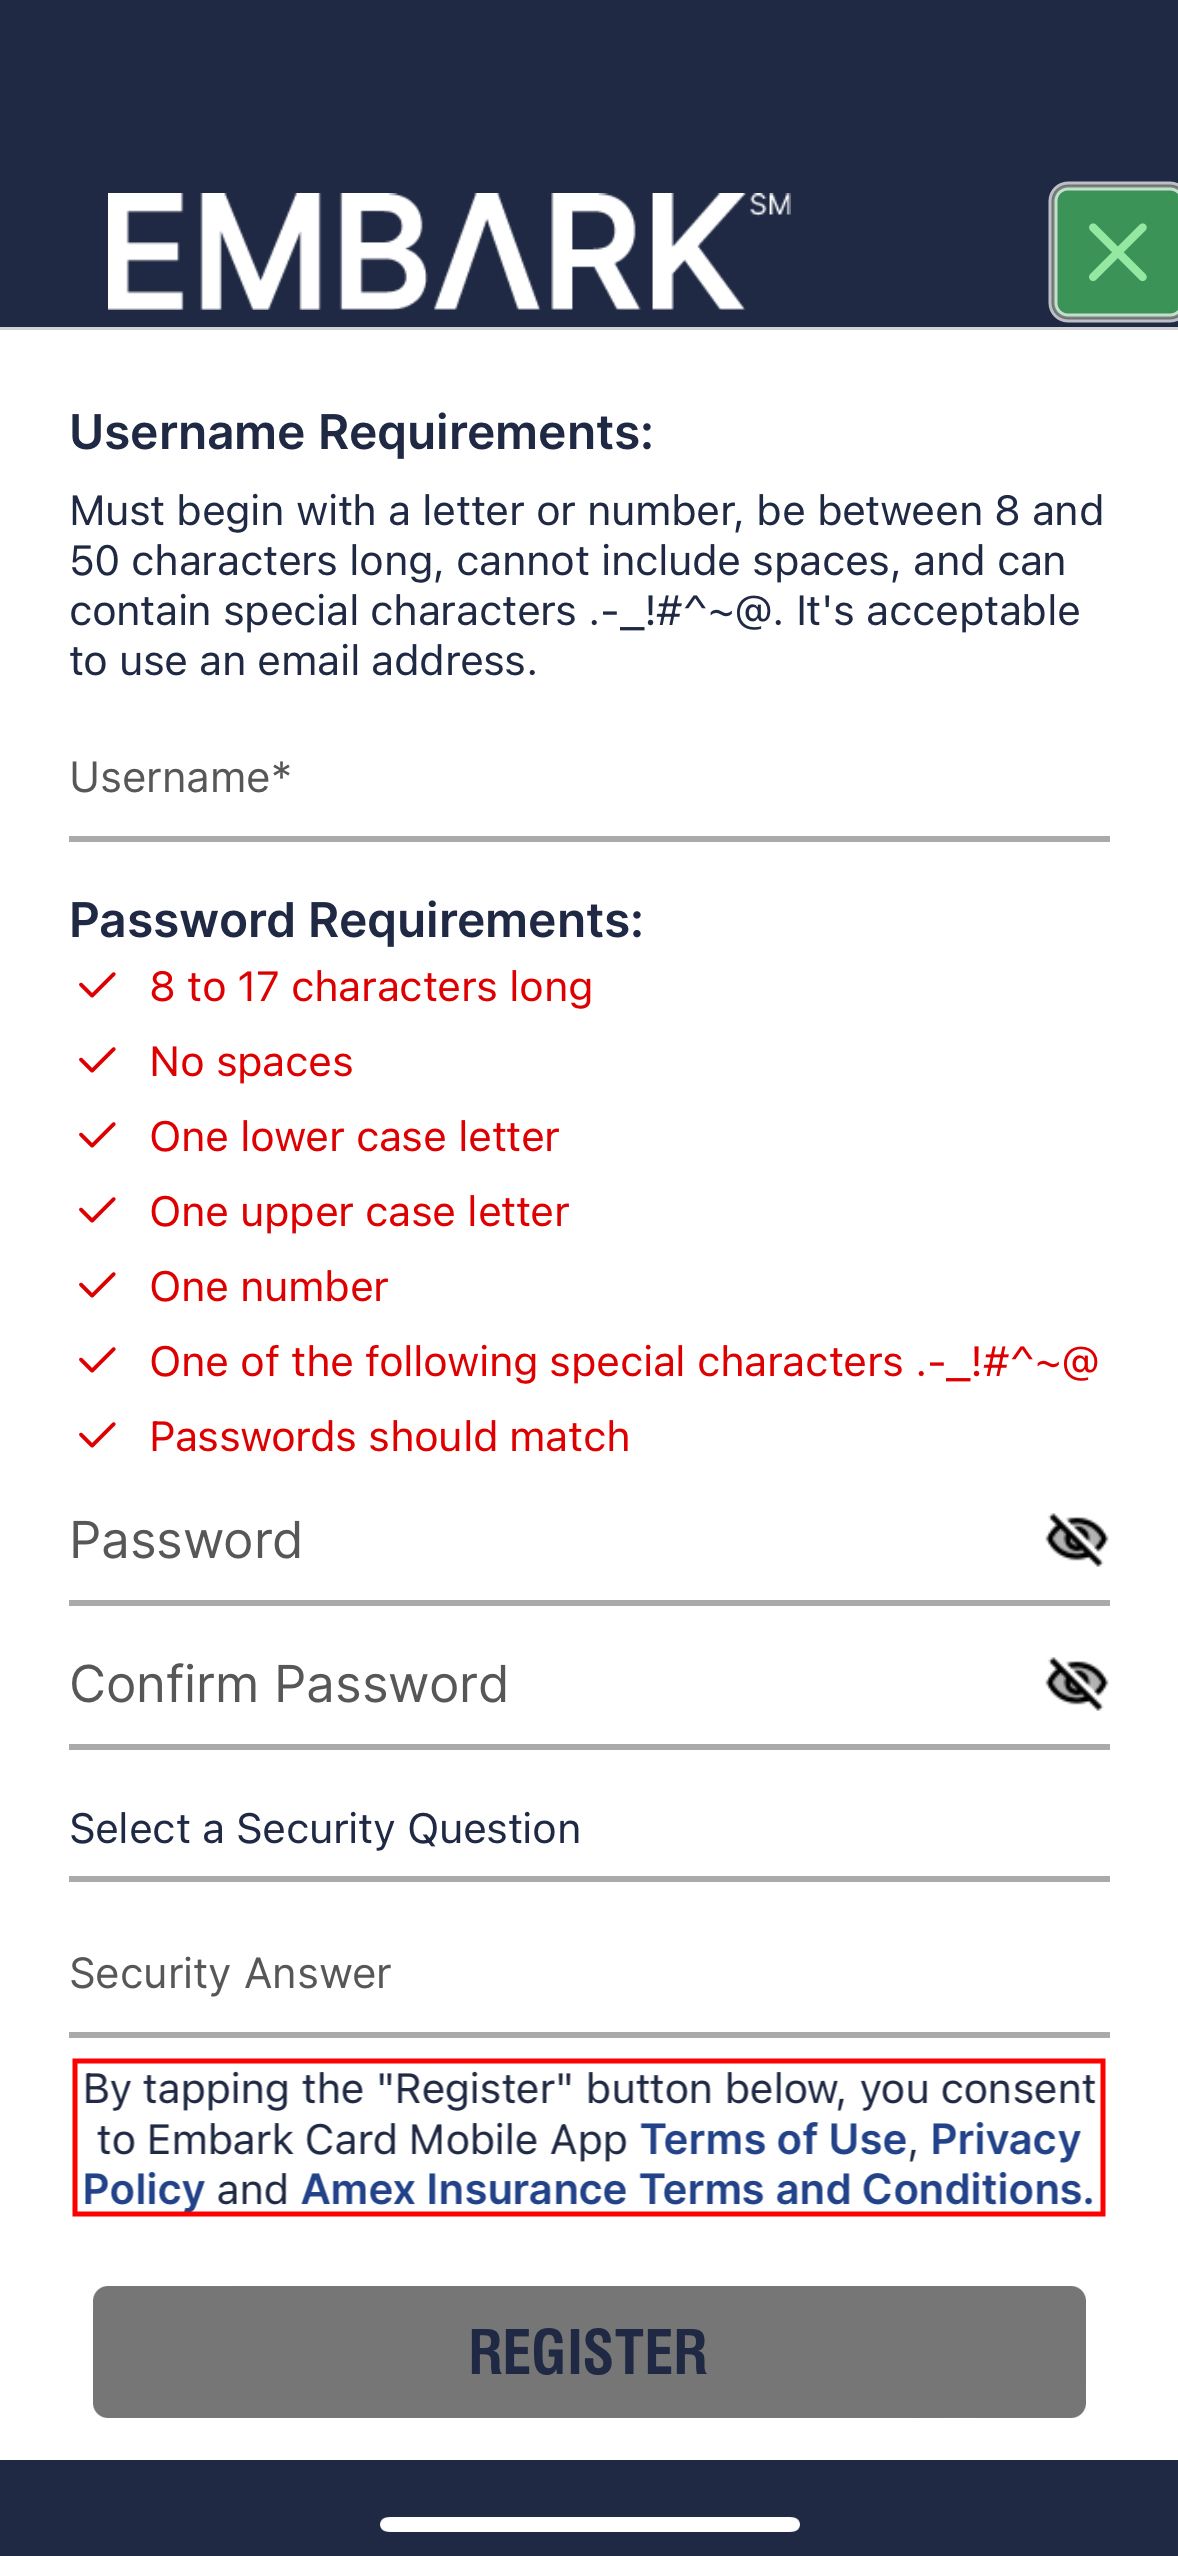 EMBARK SM
Username Requirements:
Must begin with a letter or number, be between 8 and
50 characters long, cannot include spaces, and can
contain special characters .-_!#^~@. It's acceptable
to use an email address.
Username*
Password Requirements:
8 to 17 characters long
No spaces
One lower case letter
One upper case letter
One number
One of the following special characters .-_!#^~@
Passwords should match
Password
Confirm Password
Select a Security Question
Security Answer
By tapping the "Register" button below, you consent
to Embark Card Mobile App Terms of Use, Privacy
Policy and Amex Insurance Terms and Conditions.
REGISTER